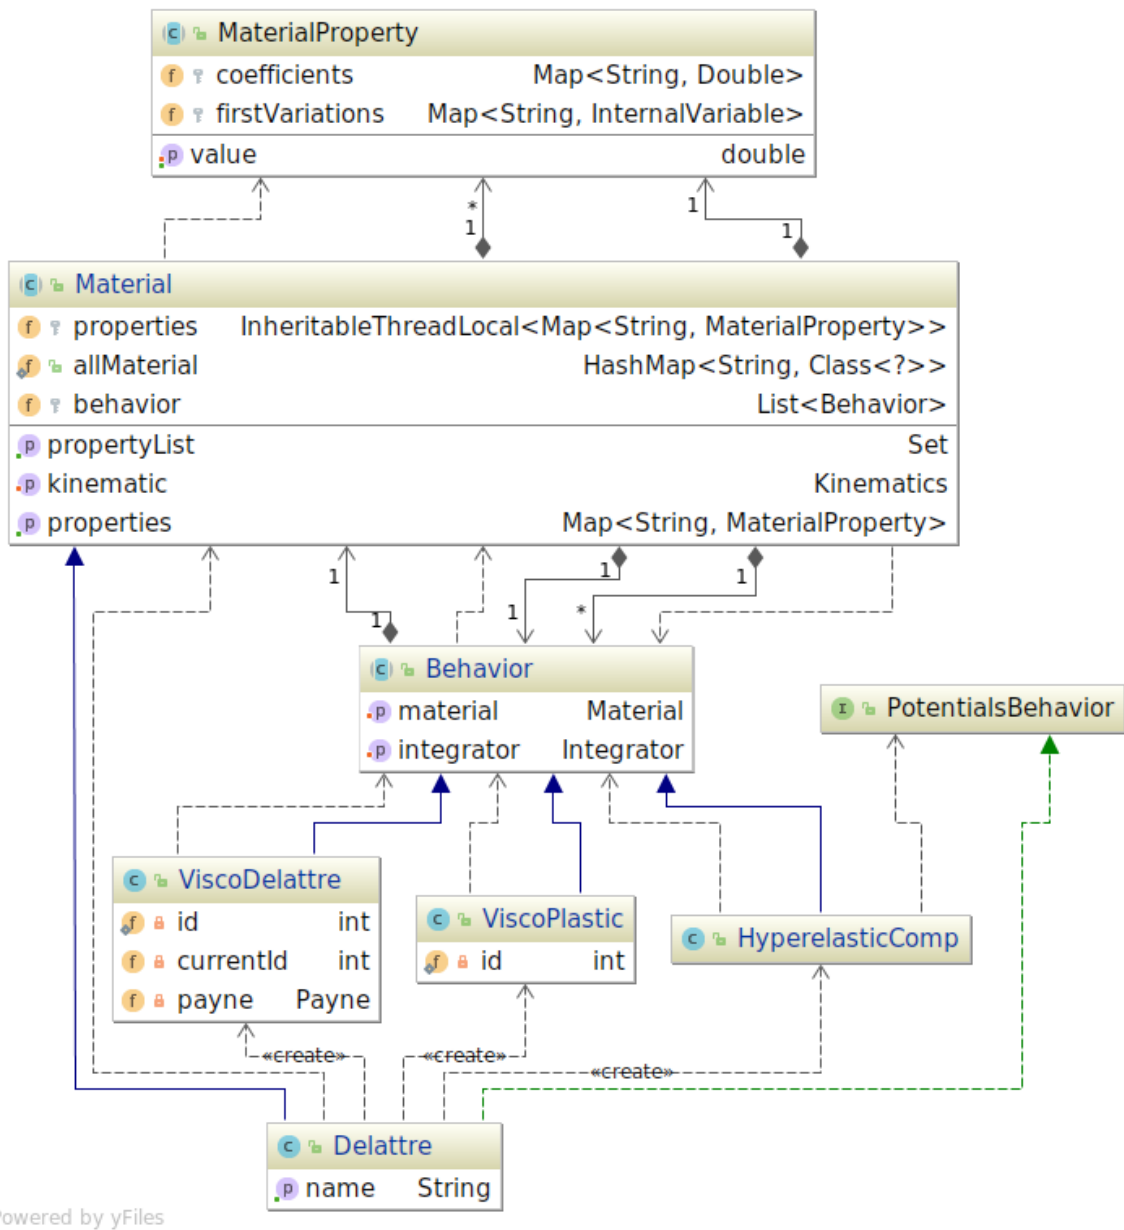 MaterialProperty
coefficients Map<String, Double>
firstVariations Map<String, InternalVariable>
value double
* 1
1 1
Material
properties InheritableThreadLocal<Map<String, MaterialProperty>>
allMaterial HashMap<String, Class<?>>
behavior List<Behavior>
propertyList Set
kinematic Kinematics
properties Map<String, MaterialProperty>
1 1 1
1 1 *
Behavior
material Material
integrator Integrator
PotentialsBehavior
ViscoDelattre
id int
currentId int
payne Payne
ViscoPlastic
id int
HyperelasticComp
«create» «create» «create»
Delattre
name String
owered by yFiles